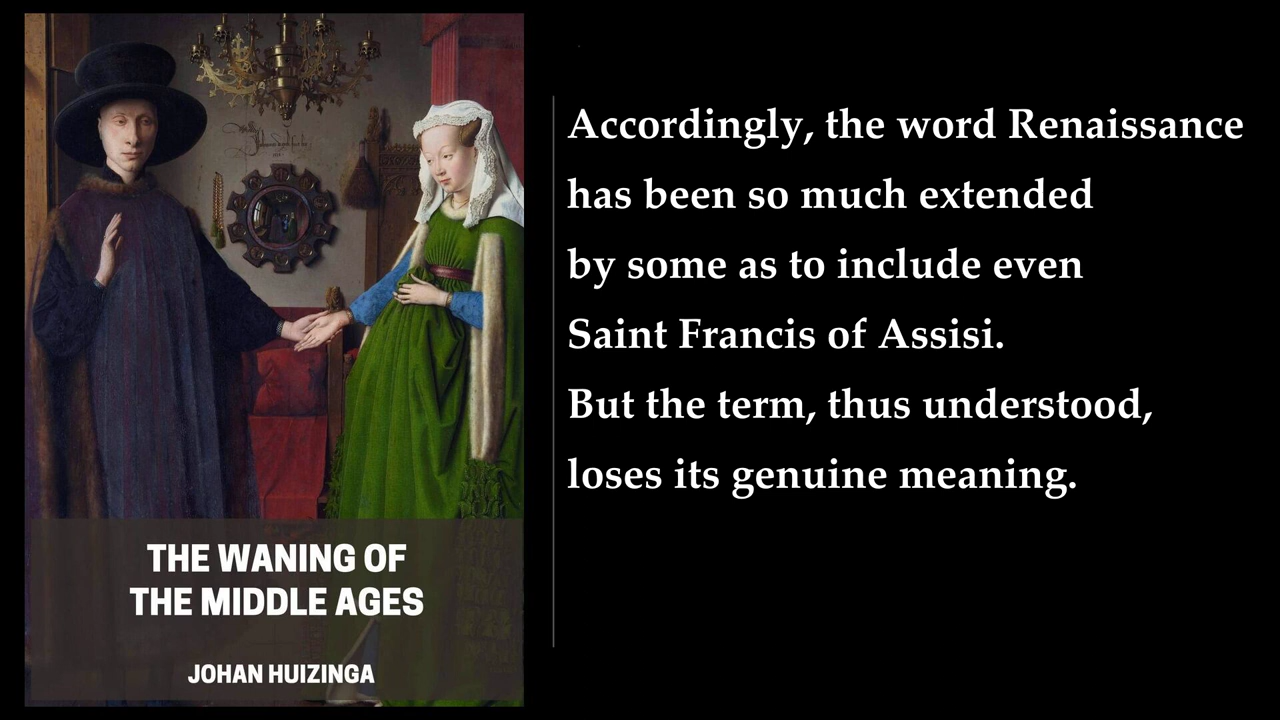 THE WANING OF
THE MIDDLE AGES
JOHAN HUIZINGA
Accordingly, the word Renaissance
has been so much extended
by some as to include even
Saint Francis of Assisi.
But the term, thus understood,
loses its genuine meaning.